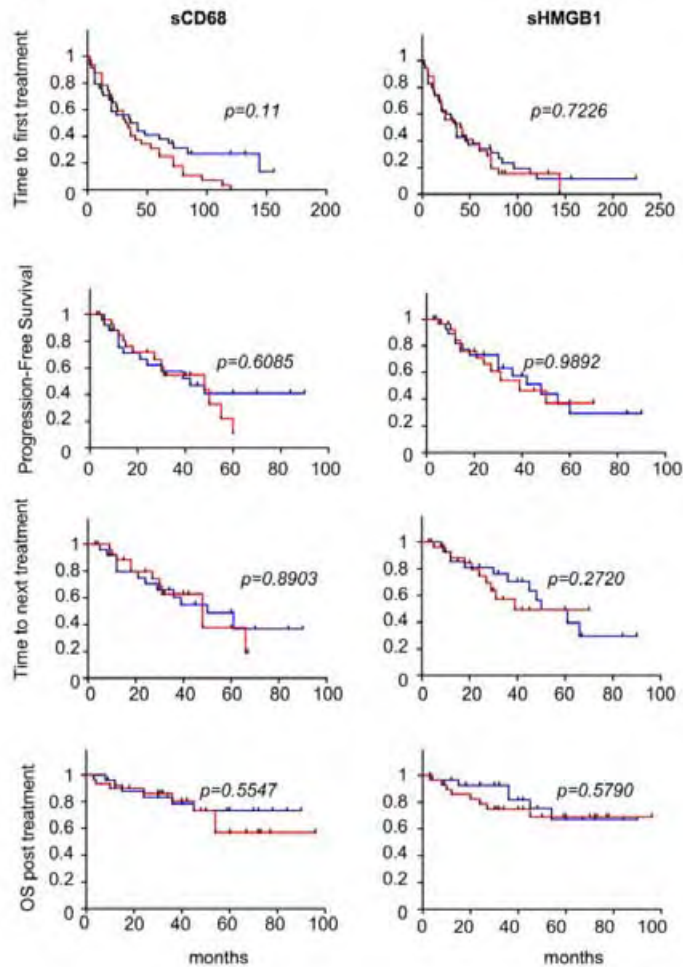 sCD68 sHMGB1
Time to first treatment
1
0.8
0.6
0.4
0.2
0
p=0.11
0 50 100 150 200
1
0.8
0.6
0.4
0.2
0
p=0.7226
0 50 100 150 200 250
Progression-Free Survival
1
0.8
0.6
0.4
0.2
0
p=0.6085
0 20 40 60 80 100
1
0.8
0.6
0.4
0.2
0
p=0.9892
0 20 40 60 80 100
Time to next treatment
1
0.8
0.6
0.4
0.2
0
p=0.8903
0 20 40 60 80 100
1
0.8
0.6
0.4
0.2
0
p=0.2720
0 20 40 60 80 100
OS post treatment
1
0.8
0.6
0.4
0.2
0
p=0.5547
0 20 40 60 80 100
months
1
0.8
0.6
0.4
0.2
0
p=0.5790
0 20 40 60 80 100
months